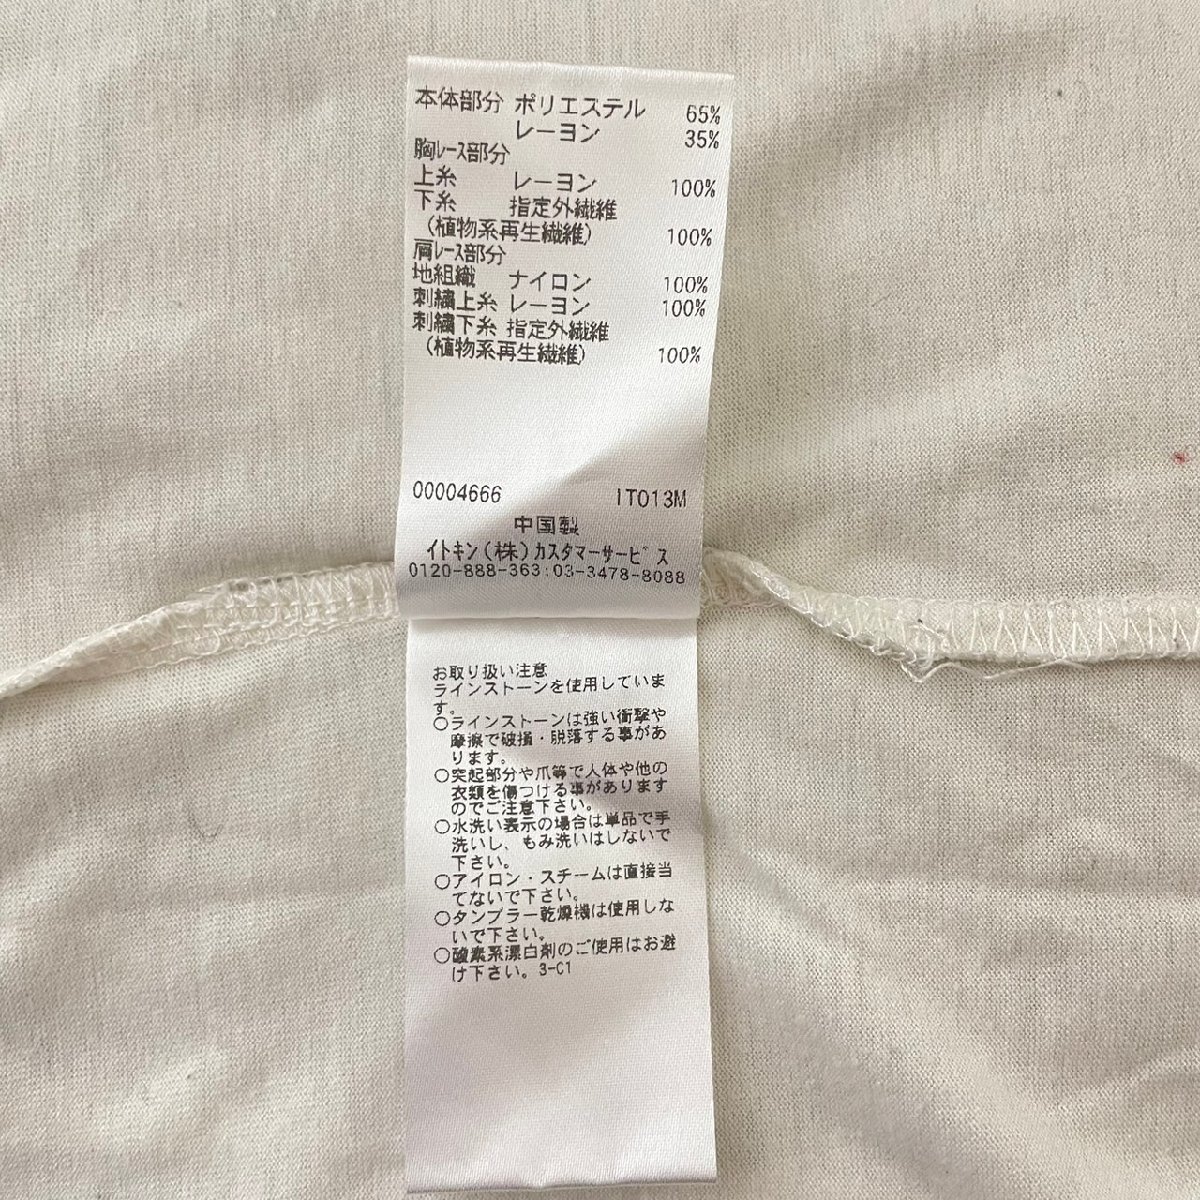 本体部分 ポリエステル 65%
レーヨン 35%
胸レース部分
上糸 レーヨン 100%
下糸 指定外繊維
(植物系再生繊維) 100%
肩レース部分
地組織 ナイロン 100%
刺繍上糸 レーヨン 100%
刺繍下糸 指定外繊維
(植物系再生繊維) 100%
00004666 IT013M
中国製
イトキン(株)カスタマーサービス
0120-888-363:03-3478-8088
お取り扱い注意
ラインストーンを使用していま
す。
○ラインストーンは強い衝撃や
摩擦で破損・脱落する事があ
ります。
○突起部分や爪等で人体や他の
衣類を傷つける事があります
のでご注意下さい。
○水洗い表示の場合は単品で手
洗いし、もみ洗いはしないで
下さい。
○アイロン・スチームは直接当
てないで下さい。
○タンブラー乾燥機は使用しな
いで下さい。
○酸素系漂白剤のご使用はお避
け下さい。3-C1